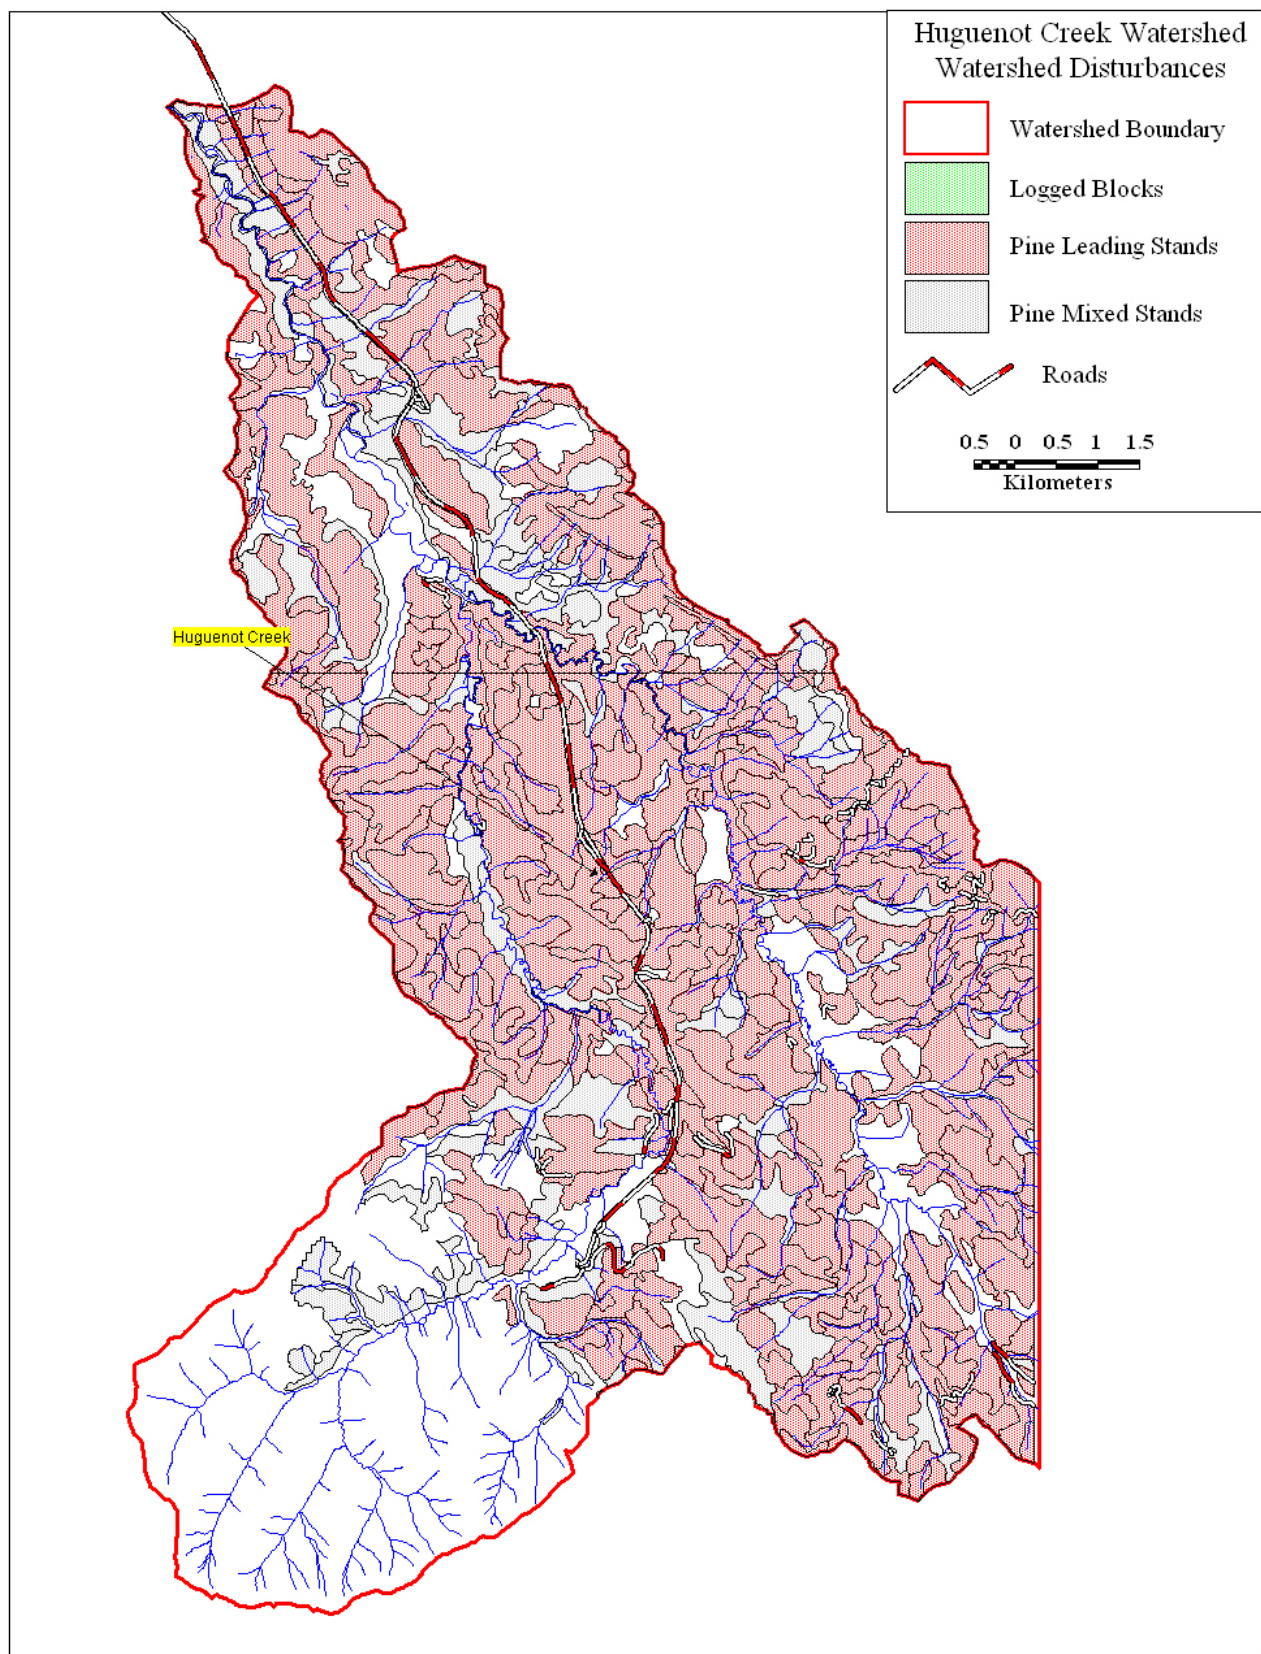 Huguenot Creek Watershed
Watershed Disturbances
Watershed Boundary
Logged Blocks
Pine Leading Stands
Pine Mixed Stands
Roads
0.5 0 0.5 1 1.5
Kilometers
Huguenot Creek